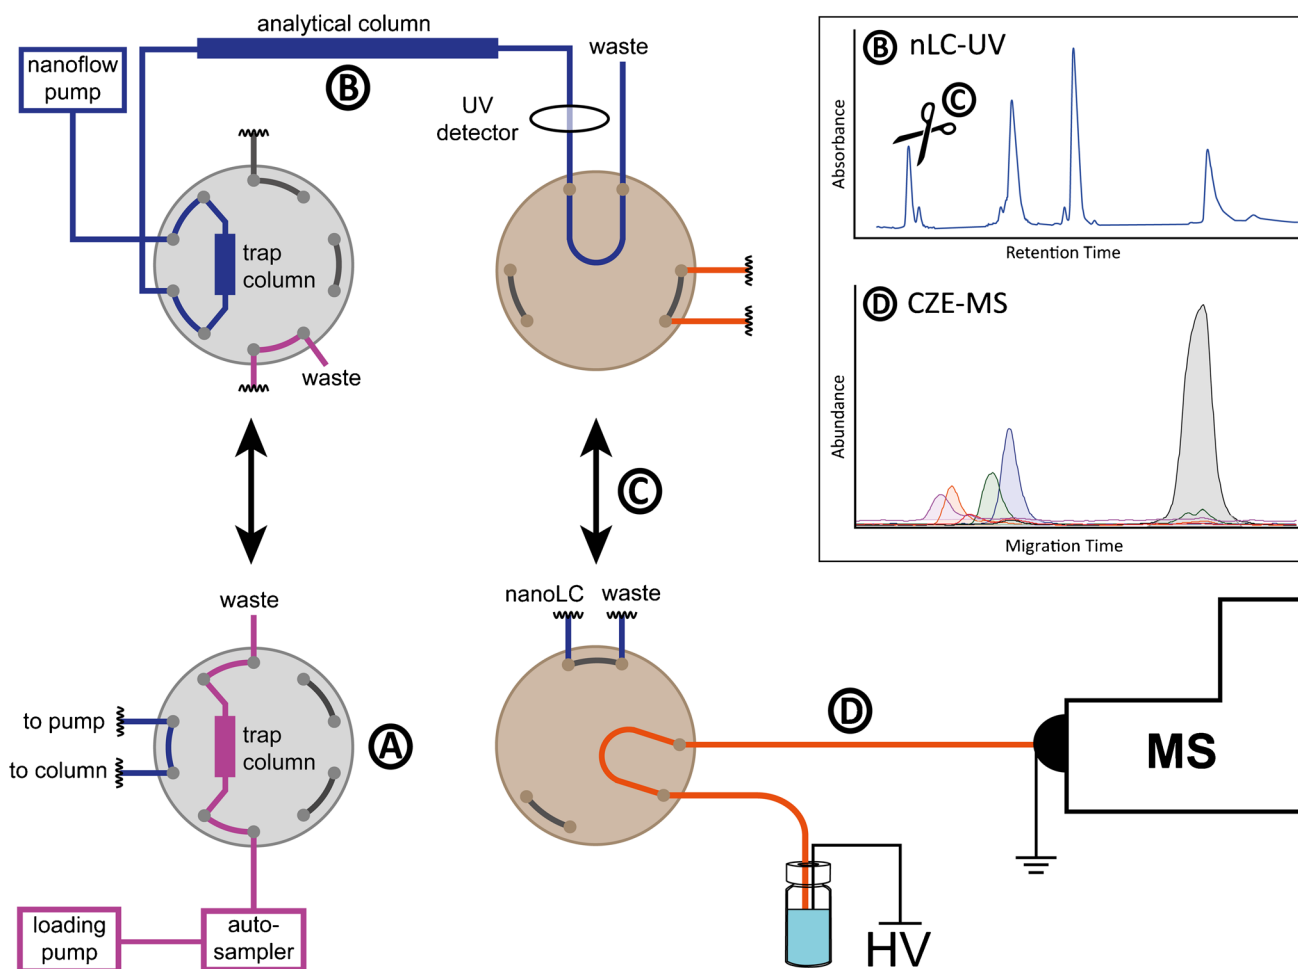 analytical column
waste
nanoflow
pump
B
UV
detector
trap
column
waste
B nLC-UV
C
Absorbance
Retention Time
D CZE-MS
Abundance
Migration Time
C
waste
nanoLC waste
to pump
to column
trap
column
A
D
MS
loading
pump
auto-
sampler
HV